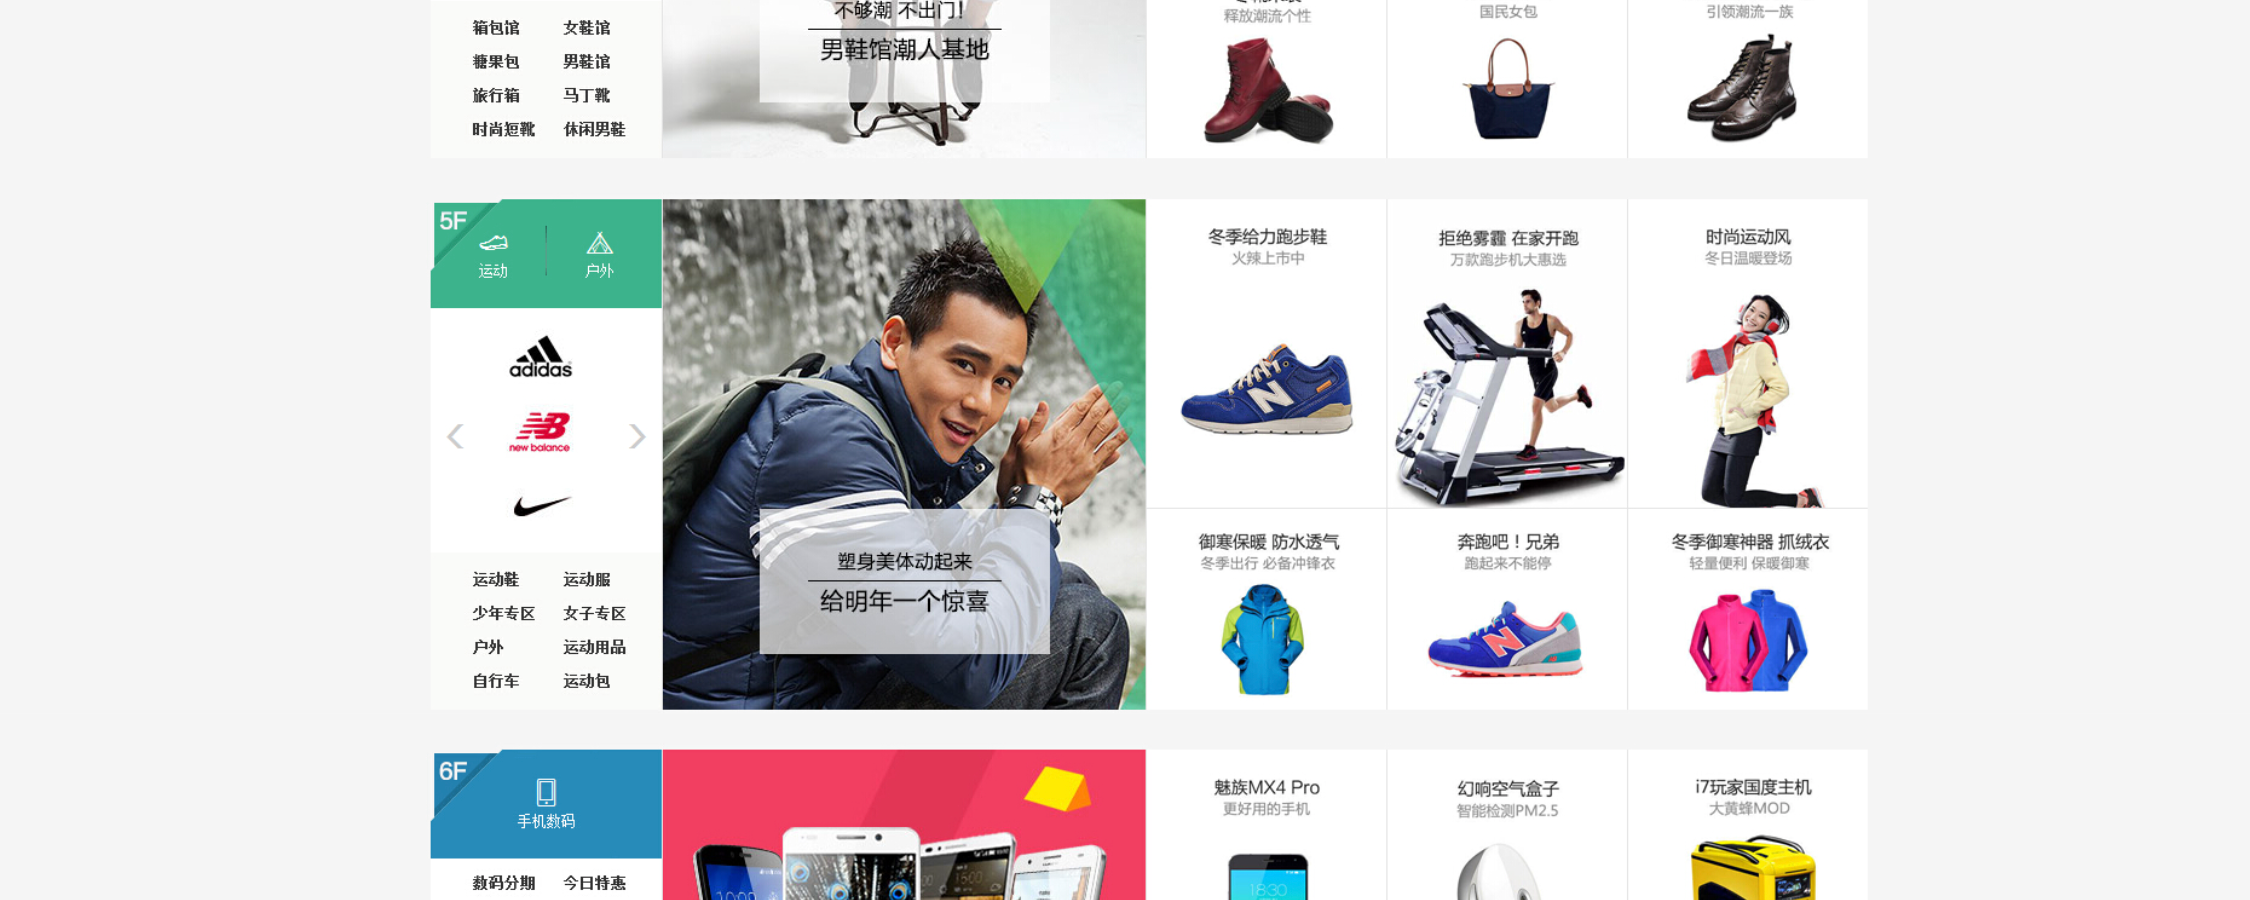 箱包馆 女鞋馆
糖果包 男鞋馆
旅行箱 马丁靴
时尚短靴 休闲男鞋
不够潮 不出门!
男鞋馆潮人基地
释放潮流个性
国民女包
引领潮流一族
5F
运动 户外
adidas
NB
new balance
运动鞋 运动服
少年专区 女子专区
户外 运动用品
自行车 运动包
塑身美体动起来
给明年一个惊喜
冬季给力跑步鞋
火辣上市中
拒绝雾霾 在家开跑
万款跑步机大惠选
时尚运动风
冬日温暖登场
御寒保暖 防水透气
冬季出行 必备冲锋衣
奔跑吧！兄弟
跑起来不能停
冬季御寒神器 抓绒衣
轻量便利 保暖御寒
6F
手机数码
数码分期 今日特惠
魅族MX4 Pro
更好用的手机
18:30
幻响空气盒子
智能检测PM2.5
i7玩家国度主机
大黄蜂MOD